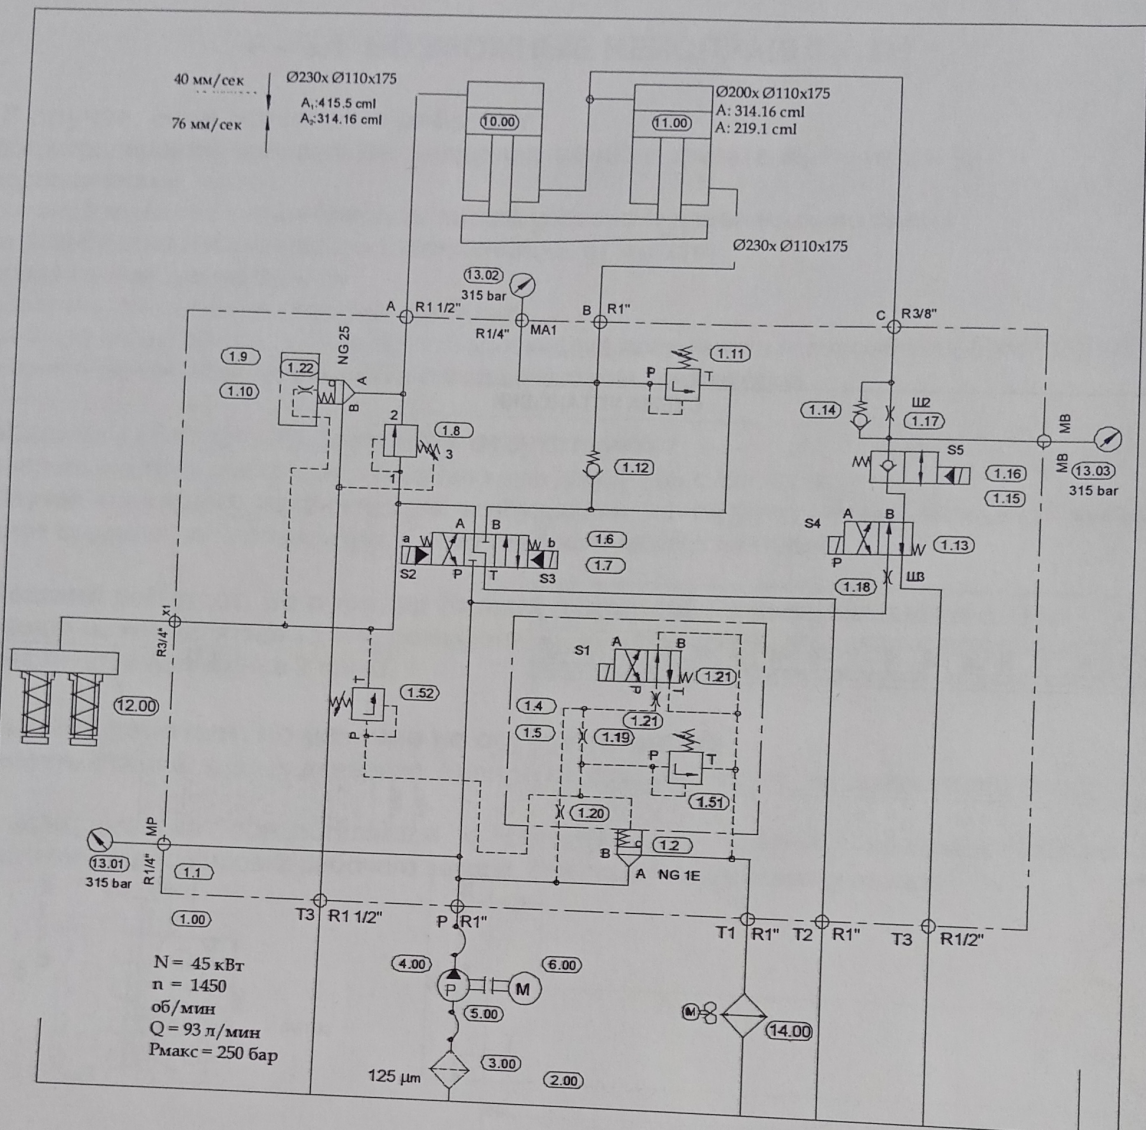 40 мм/сек
76 мм/сек
Ø230x Ø110x175
A₁:415.5 cml
A₂:314.16 cml
10.00
11.00
Ø200x Ø110x175
A: 314.16 cml
A: 219.1 cml
Ø230x Ø110x175
13.02
315 bar
A
R1 1/2"
R1/4"
MA1
B
R1"
C
R3/8"
NG 25
1.9
1.10
1.22
C
A
B
2
1.8
3
1
P
T
1.11
1.12
1.14
Ш2
1.17
MB
MB
13.03
315 bar
S5
1.16
1.15
S4
A
B
P
1.13
1.18
Ш3
a
A
B
b
S2
P
T
S3
1.6
1.7
X1
R3/4"
12.00
T
P
1.52
S1
A
B
P
T
1.21
1.21
1.4
1.5
1.19
P
T
1.51
1.20
B
C
1.2
A
NG 1E
MP
R1/4"
13.01
315 bar
1.1
1.00
T3
R1 1/2"
P
R1"
T1
R1"
T2
R1"
T3
R1/2"
N = 45 кВт
n = 1450
об/мин
Q = 93 л/мин
Рмакс = 250 бар
4.00
P
M
6.00
5.00
125 µm
3.00
2.00
M
14.00